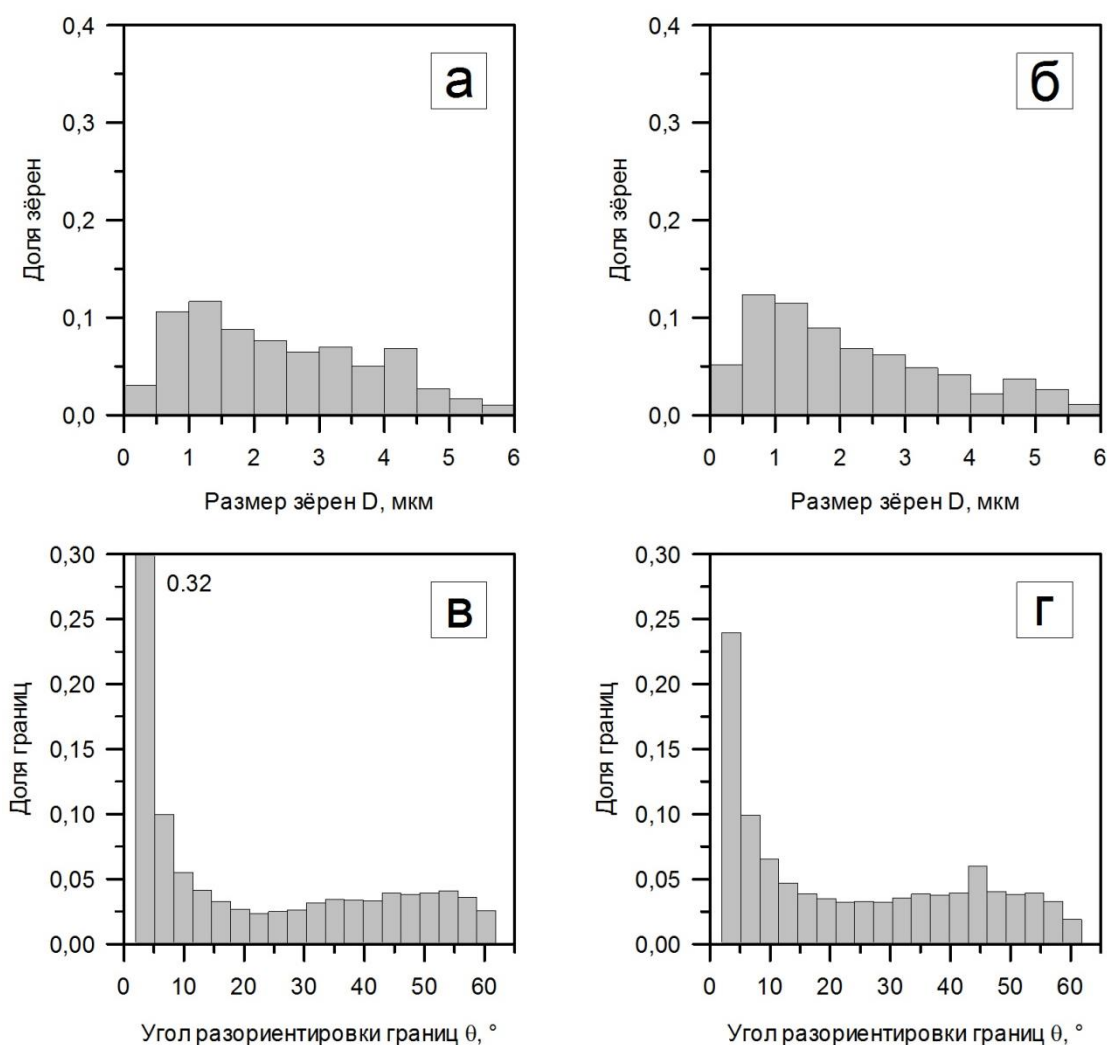 а
Доля зёрен
0,4
0,3
0,2
0,1
0,0
0 1 2 3 4 5 6
Размер зёрен D, мкм
б
Доля зёрен
0,4
0,3
0,2
0,1
0,0
0 1 2 3 4 5 6
Размер зёрен D, мкм
в
0.32
Доля границ
0,30
0,25
0,20
0,15
0,10
0,05
0,00
0 10 20 30 40 50 60
Угол разориентировки границ θ, °
г
Доля границ
0,30
0,25
0,20
0,15
0,10
0,05
0,00
0 10 20 30 40 50 60
Угол разориентировки границ θ, °